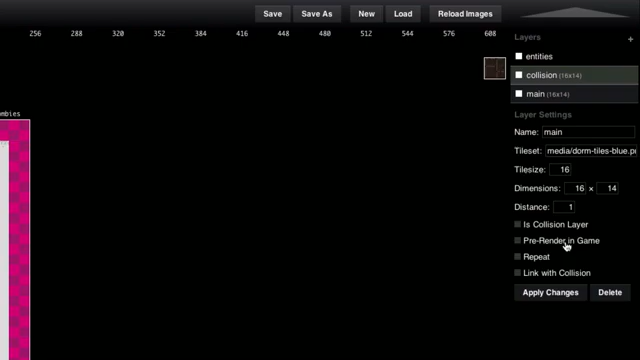 Save Save As New Load Reload Images
256 288 320 352 384 416 448 480 512 544 576 608
Layers +
entities
collision (16x14)
main (16x14)
ombies
Layer Settings
Name: main
Tileset: media/dorm-tiles-blue.p
Tilesize: 16
Dimensions: 16 × 14
Distance: 1
Is Collision Layer
Pre-Render in Game
Repeat
Link with Collision
Apply Changes Delete